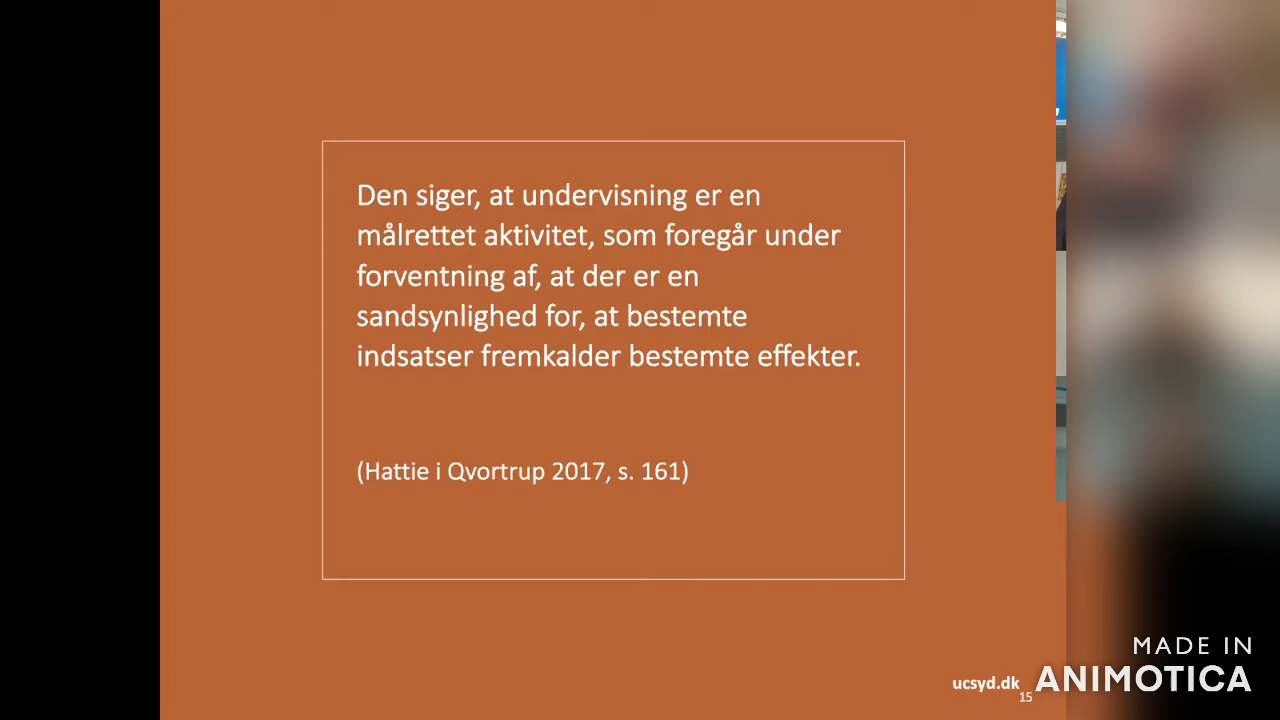 Den siger, at undervisning er en
målrettet aktivitet, som foregår under
forventning af, at der er en
sandsynlighed for, at bestemte
indsatser fremkalder bestemte effekter.
(Hattie i Qvortrup 2017, s. 161)
ucsyd.dk
15
MADE IN
ANIMOTICA